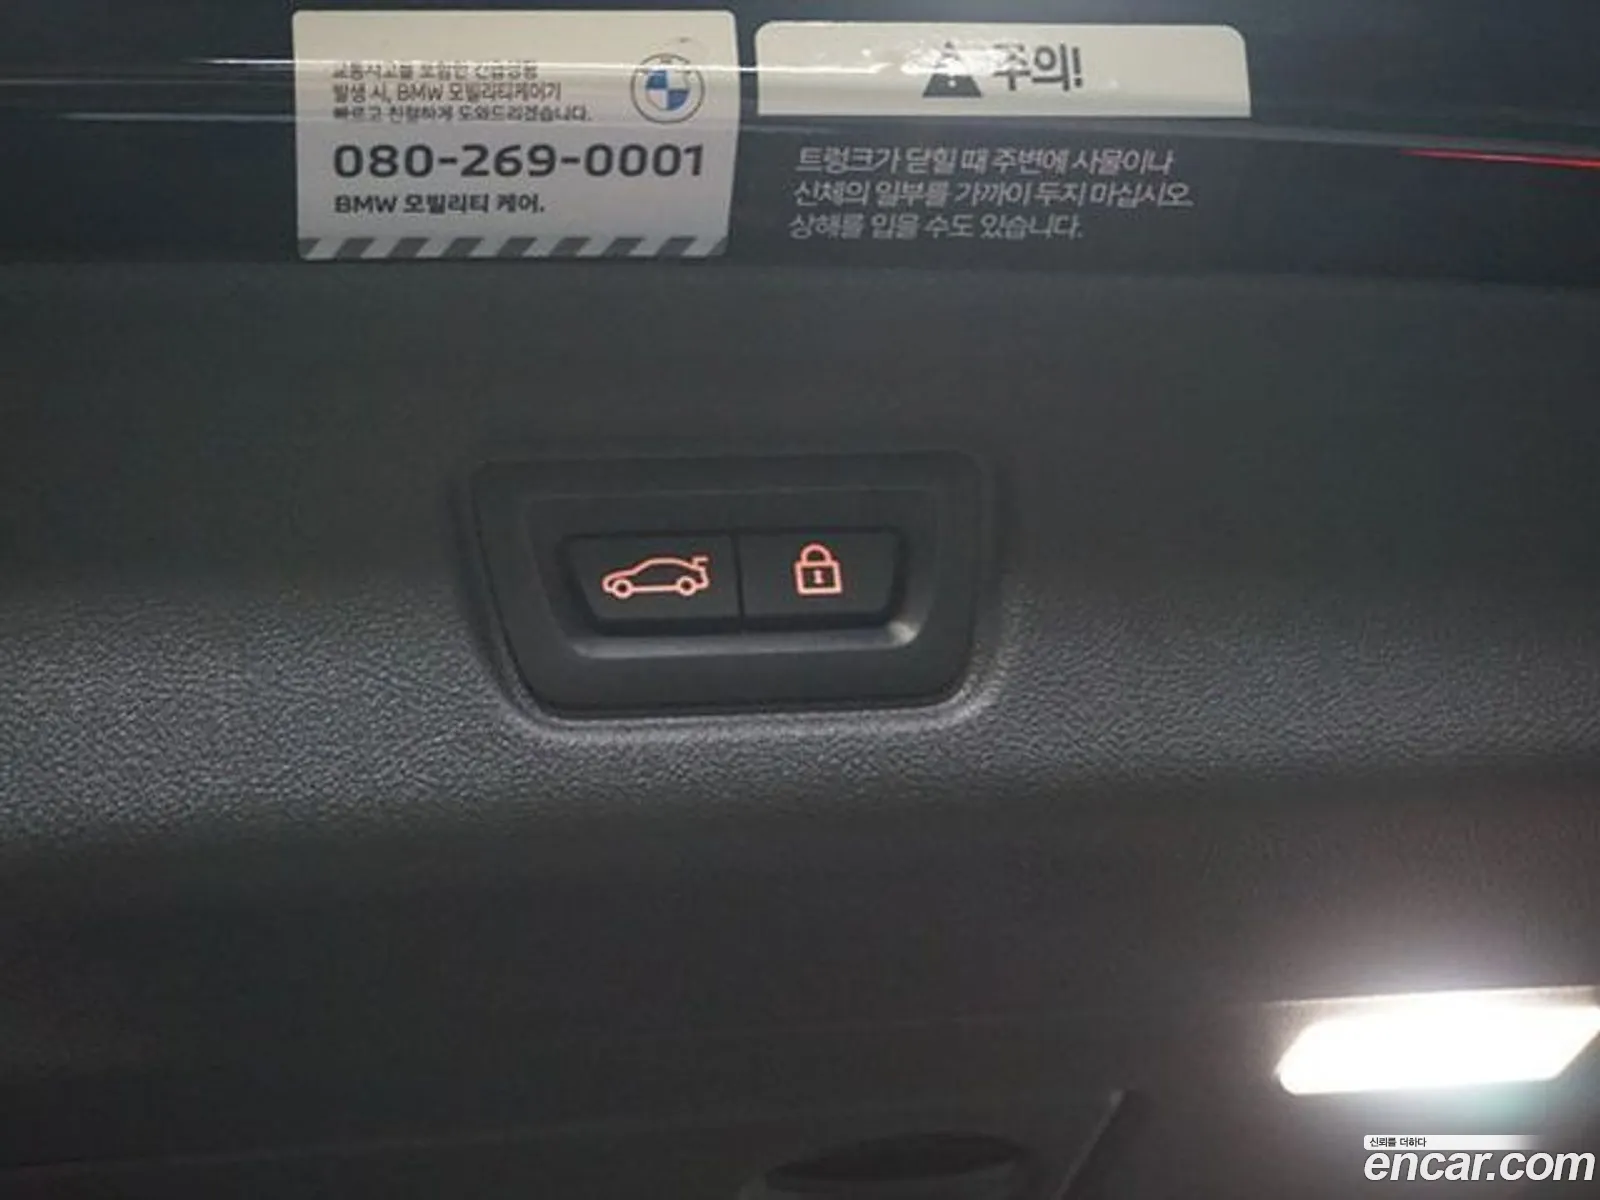 교통사고를 포함한 긴급상황
발생 시, BMW 모빌리티케어가
빠르고 친절하게 도와드리겠습니다.
080-269-0001
BMW 모빌리티 케어.
주의!
트렁크가 닫힐 때 주변에 사물이나
신체의 일부를 가까이 두지 마십시오.
상해를 입을 수도 있습니다.
신뢰를 더하다
encar.com